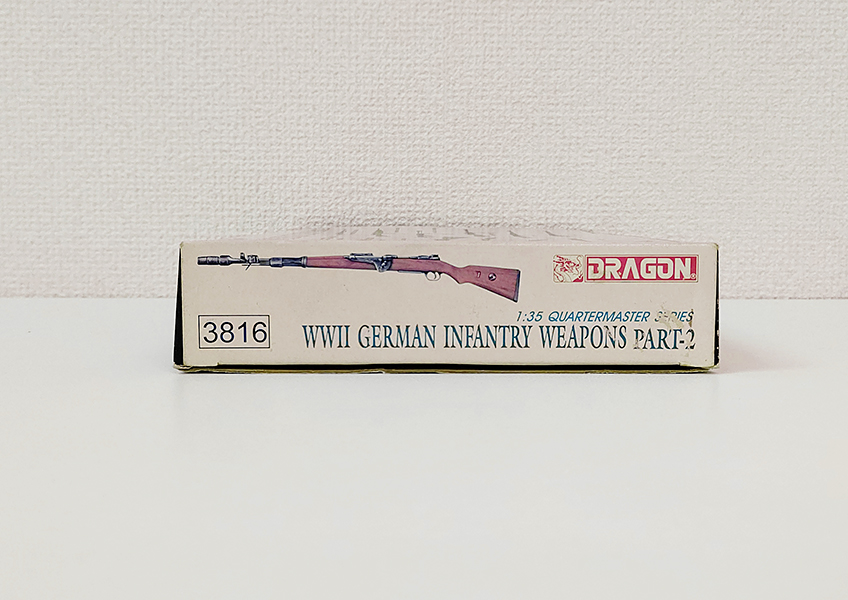 DRAGON
1:35 QUARTERMASTER SERIES
3816
WWII GERMAN INFANTRY WEAPONS PART-2